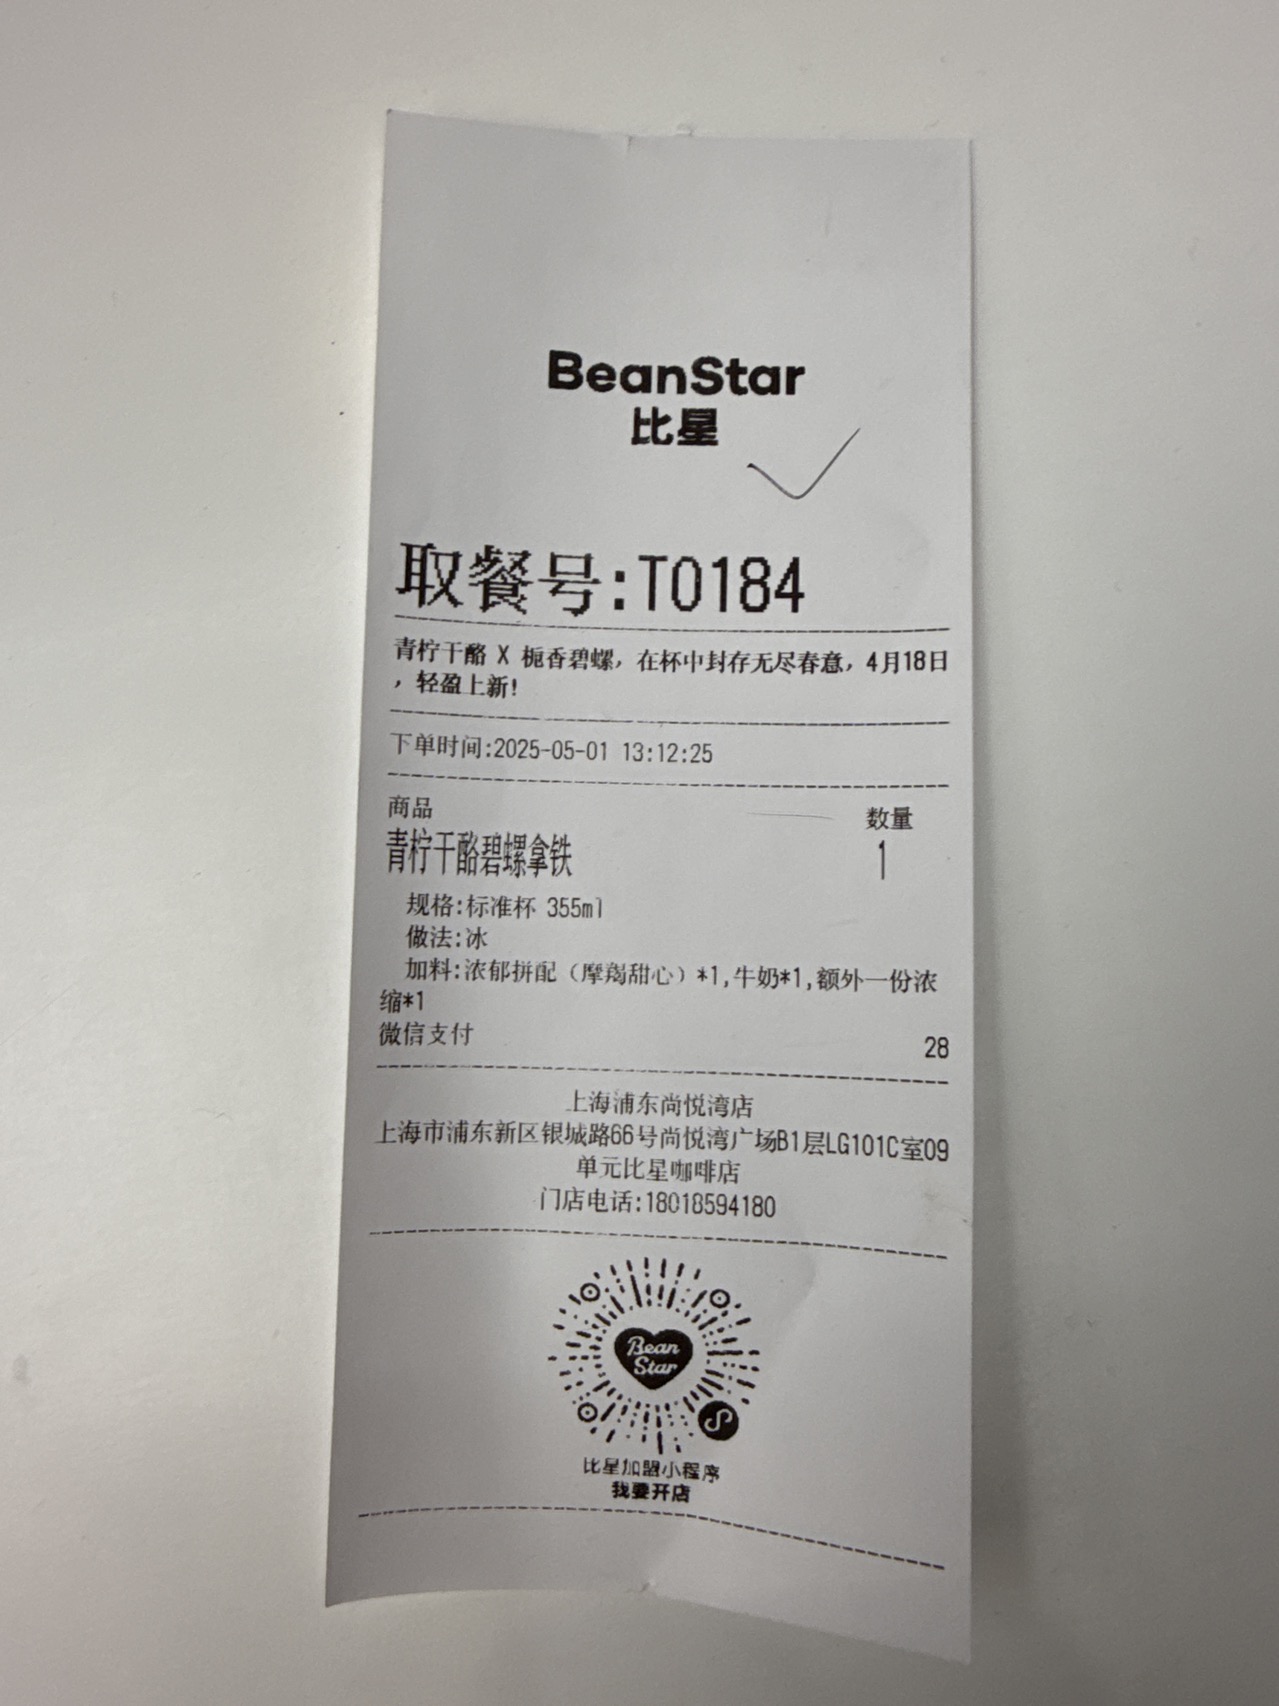 BeanStar
比星
取餐号:T0184
青柠干酪 X 栀香碧螺，在杯中封存无尽春意，4月18日
，轻盈上新!
下单时间:2025-05-01 13:12:25
商品 数量
青柠干酪碧螺拿铁 1
规格:标准杯 355ml
做法:冰
加料:浓郁拼配（摩羯甜心）*1,牛奶*1,额外一份浓
缩*1
微信支付 28
上海浦东尚悦湾店
上海市浦东新区银城路66号尚悦湾广场B1层LG101C室09
单元比星咖啡店
门店电话:18018594180
Bean
Star
比星加盟小程序
我要开店